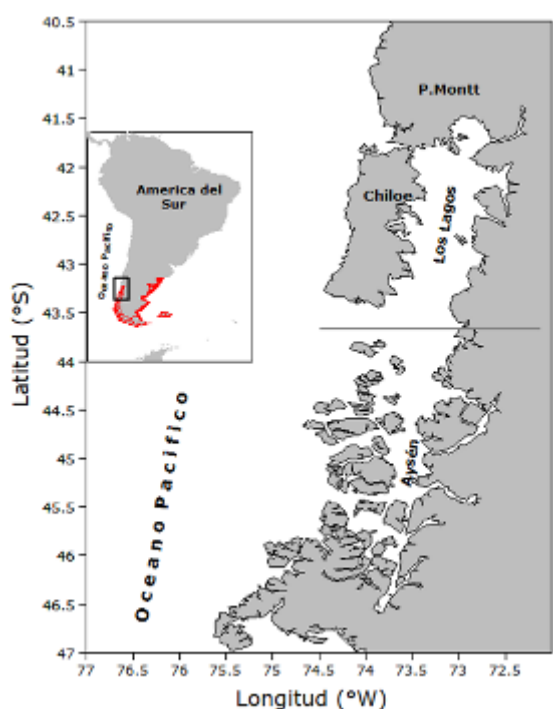 40.5
41
41.5
42
42.5
43
43.5
44
44.5
45
45.5
46
46.5
47
Latitud (°S)
P.Montt
Chiloe
Los Lagos
Aysén
America del
Sur
Oceano Pacifico
Oceano Pacifico
77
76.5
76
75.5
75
74.5
74
73.5
73
72.5
Longitud (°W)